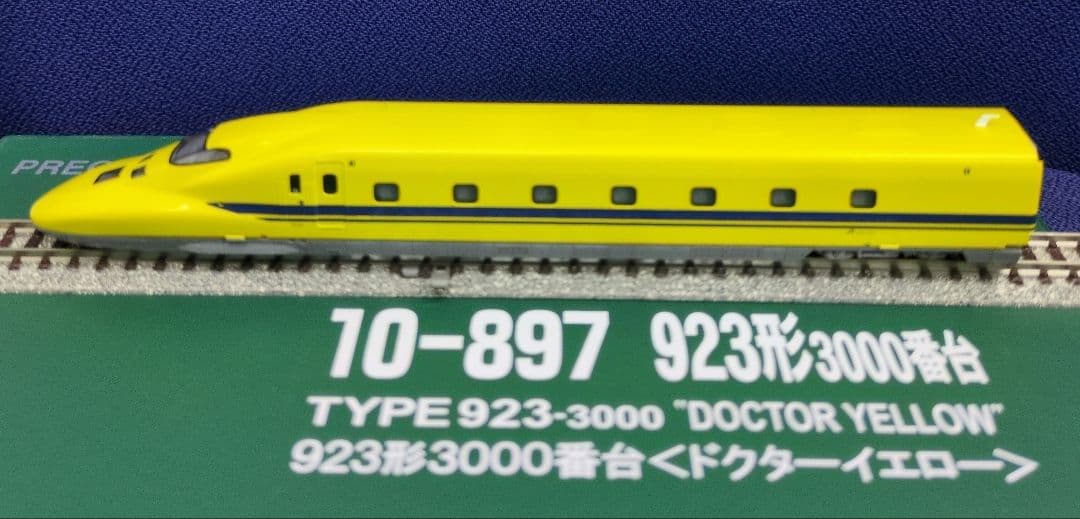 10-897 923形3000番台
TYPE 923-3000 "DOCTOR YELLOW"
923形3000番台<ドクターイエロー>